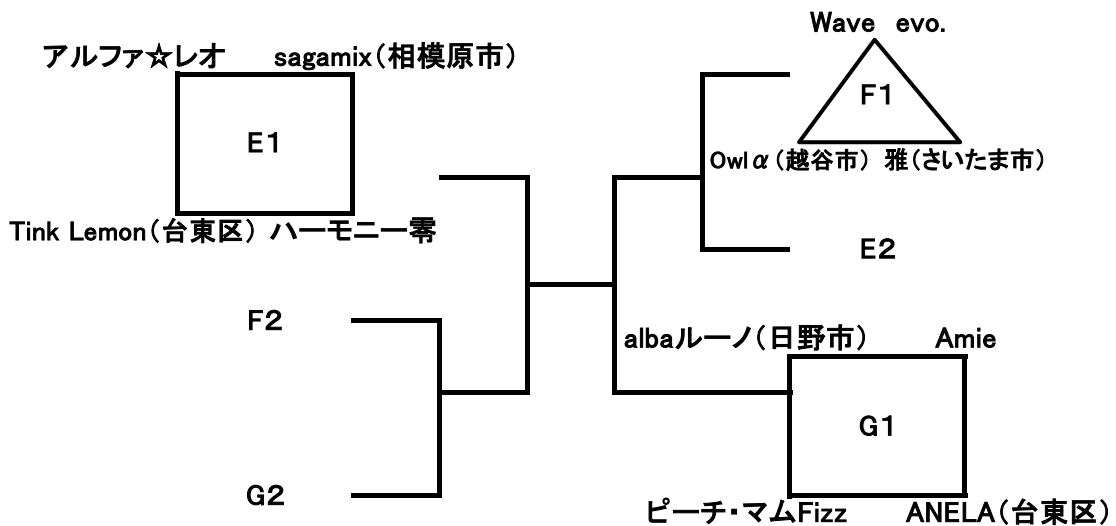 Wave evo.
アルファ☆レオ sagamix（相模原市）
F1
E1
Owlα（越谷市） 雅（さいたま市）
Tink Lemon（台東区） ハーモニー零
E2
F2
albaルーノ（日野市） Amie
G1
G2
ピーチ・マムFizz ANELA（台東区）